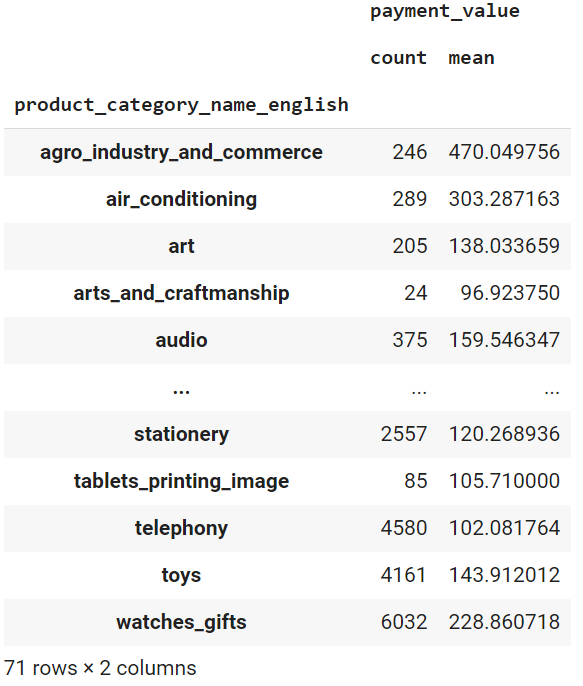 payment_value
count mean
product_category_name_english
agro_industry_and_commerce 246 470.049756
air_conditioning 289 303.287163
art 205 138.033659
arts_and_craftmanship 24 96.923750
audio 375 159.546347
... ... ...
stationery 2557 120.268936
tablets_printing_image 85 105.710000
telephony 4580 102.081764
toys 4161 143.912012
watches_gifts 6032 228.860718
71 rows × 2 columns